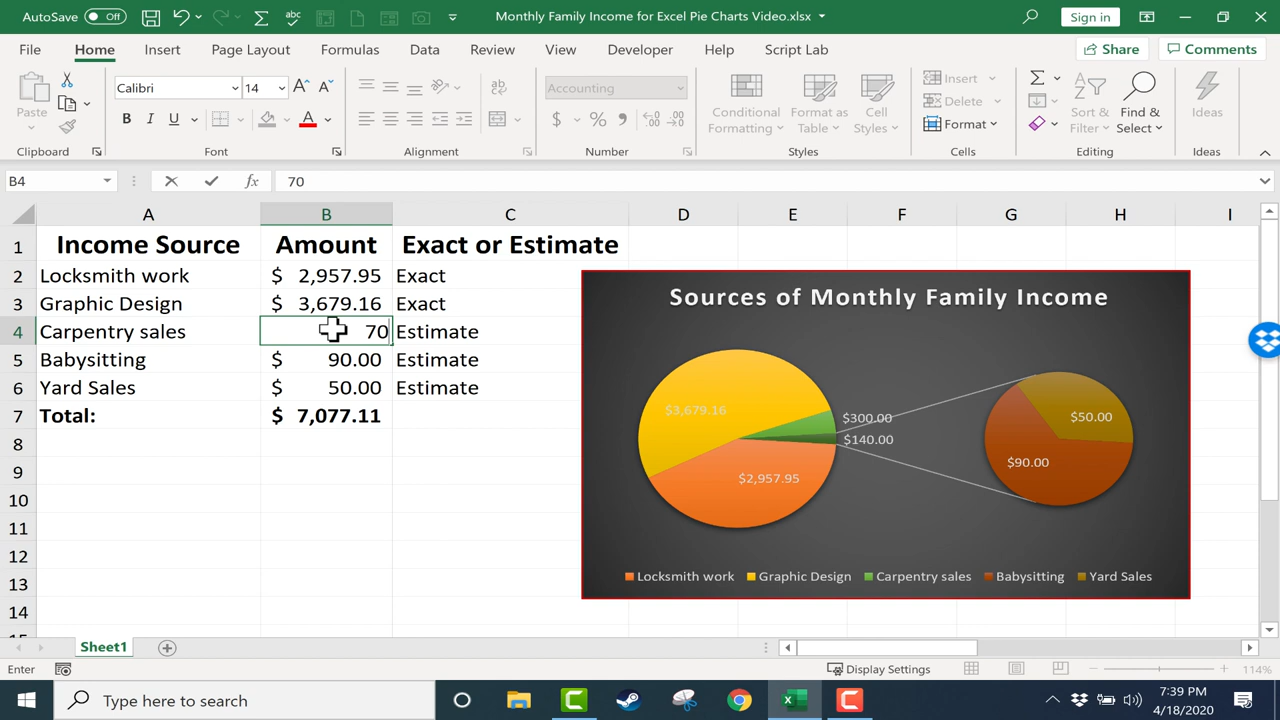 AutoSave Off Monthly Family Income for Excel Pie Charts Video.xlsx Sign in
File Home Insert Page Layout Formulas Data Review View Developer Help Script Lab Share Comments
Calibri 14 Accounting Insert
Paste B I U $ % Conditional Formatting Format as Table Cell Styles Delete Sort & Filter Find & Select Ideas
Format
Clipboard Font Alignment Number Styles Cells Editing Ideas
B4 fx 70
A B C D E F G H I
1 Income Source Amount Exact or Estimate
2 Locksmith work $ 2,957.95 Exact
3 Graphic Design $ 3,679.16 Exact
4 Carpentry sales 70 Estimate
5 Babysitting $ 90.00 Estimate
6 Yard Sales $ 50.00 Estimate
7 Total: $ 7,077.11
8
9
10
11
12
13
14
15
Sources of Monthly Family Income
$3,679.16
$300.00
$140.00
$2,957.95
$50.00
$90.00
Locksmith work Graphic Design Carpentry sales Babysitting Yard Sales
Sheet1
Enter Display Settings 114%
Type here to search 7:39 PM
4/18/2020